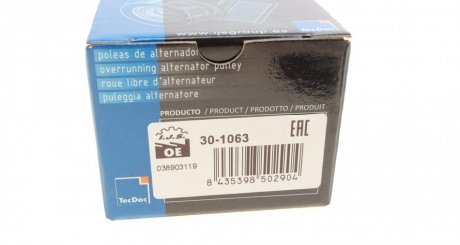 www.ijsgroup.es
poleas de alternador
overrunning alternator pulley
roue libre d'alternateur
puleggia alternatore
PRODUCTO / PRODUCT / PRODOTTO / PRODUIT
I.J.S.
OE
30-1063
EAC
036903119
8 435398 502904
TecDoc